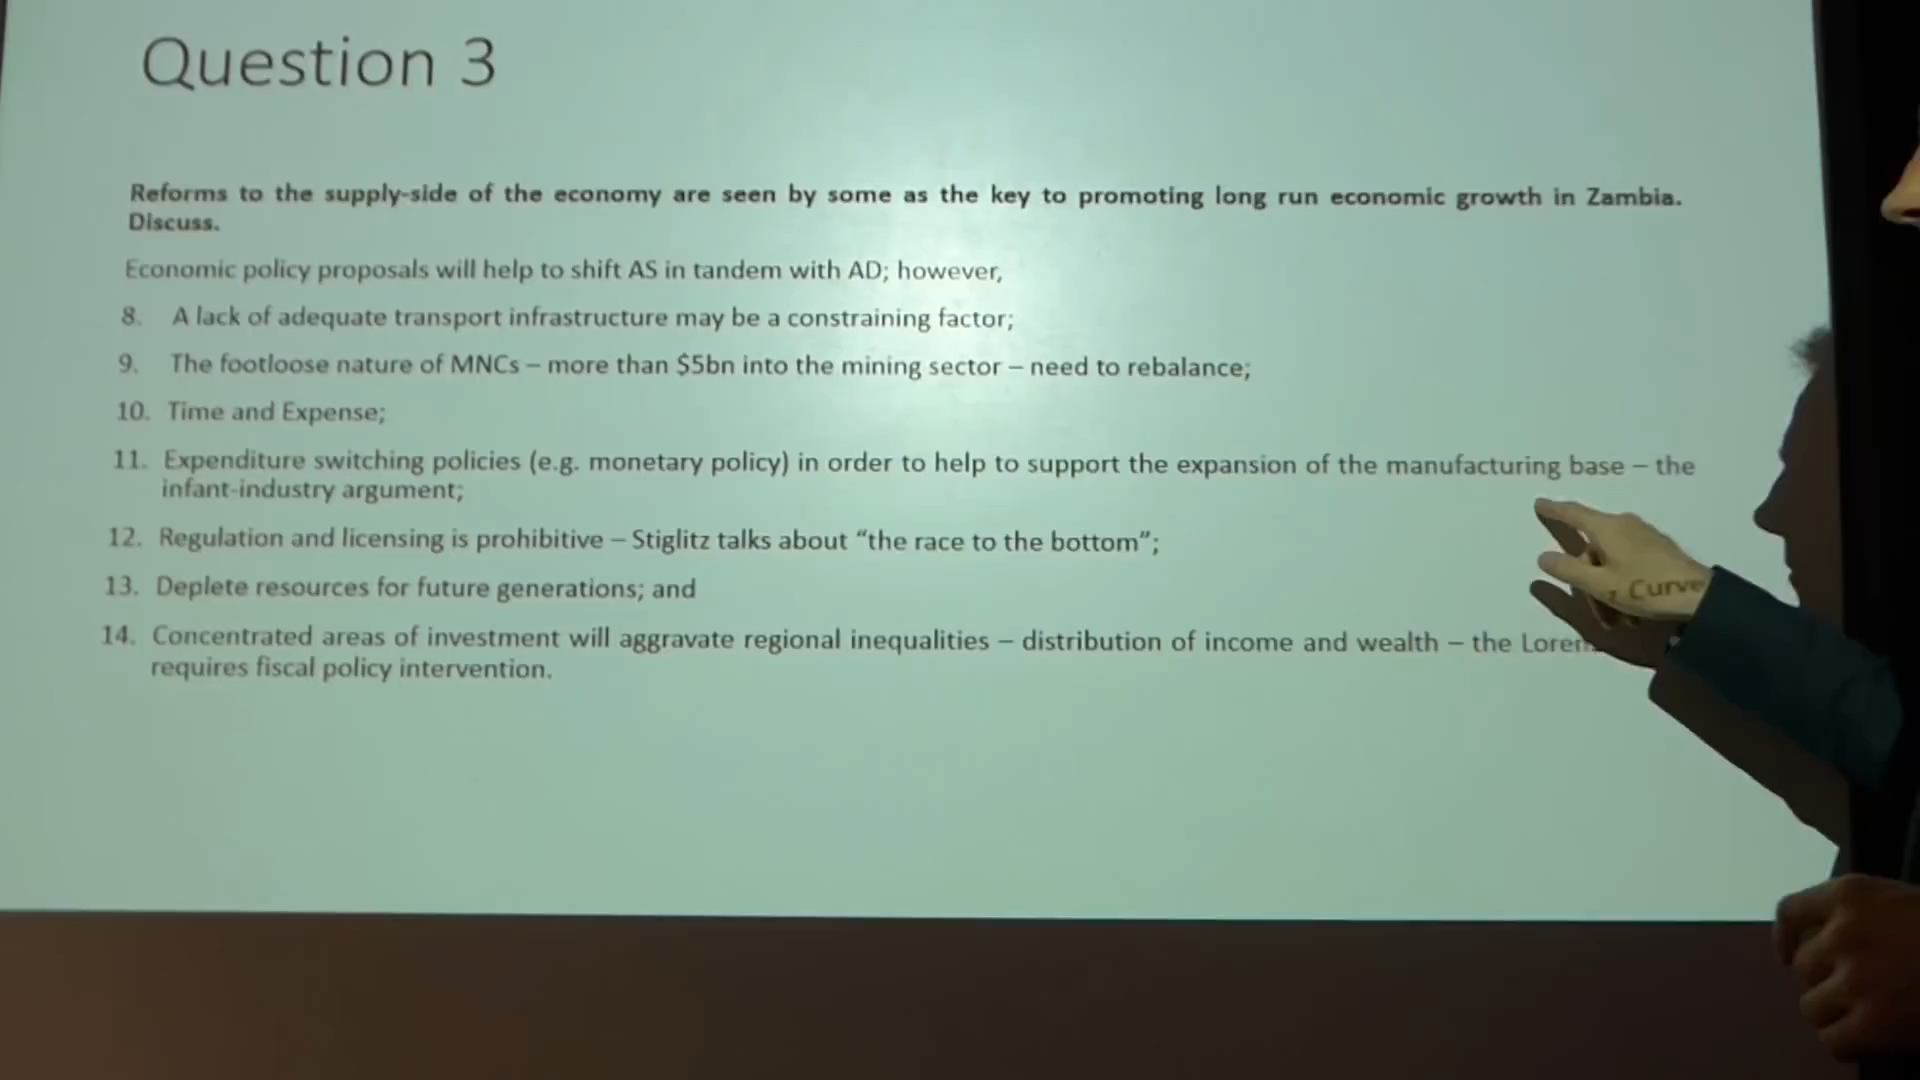 Question 3
Reforms to the supply-side of the economy are seen by some as the key to promoting long run economic growth in Zambia.
Discuss.
Economic policy proposals will help to shift AS in tandem with AD; however,
8. A lack of adequate transport infrastructure may be a constraining factor;
9. The footloose nature of MNCs – more than $5bn into the mining sector – need to rebalance;
10. Time and Expense;
11. Expenditure switching policies (e.g. monetary policy) in order to help to support the expansion of the manufacturing base – the
infant-industry argument;
12. Regulation and licensing is prohibitive – Stiglitz talks about “the race to the bottom”;
13. Deplete resources for future generations; and
14. Concentrated areas of investment will aggravate regional inequalities – distribution of income and wealth – the Lorenz Curve
requires fiscal policy intervention.